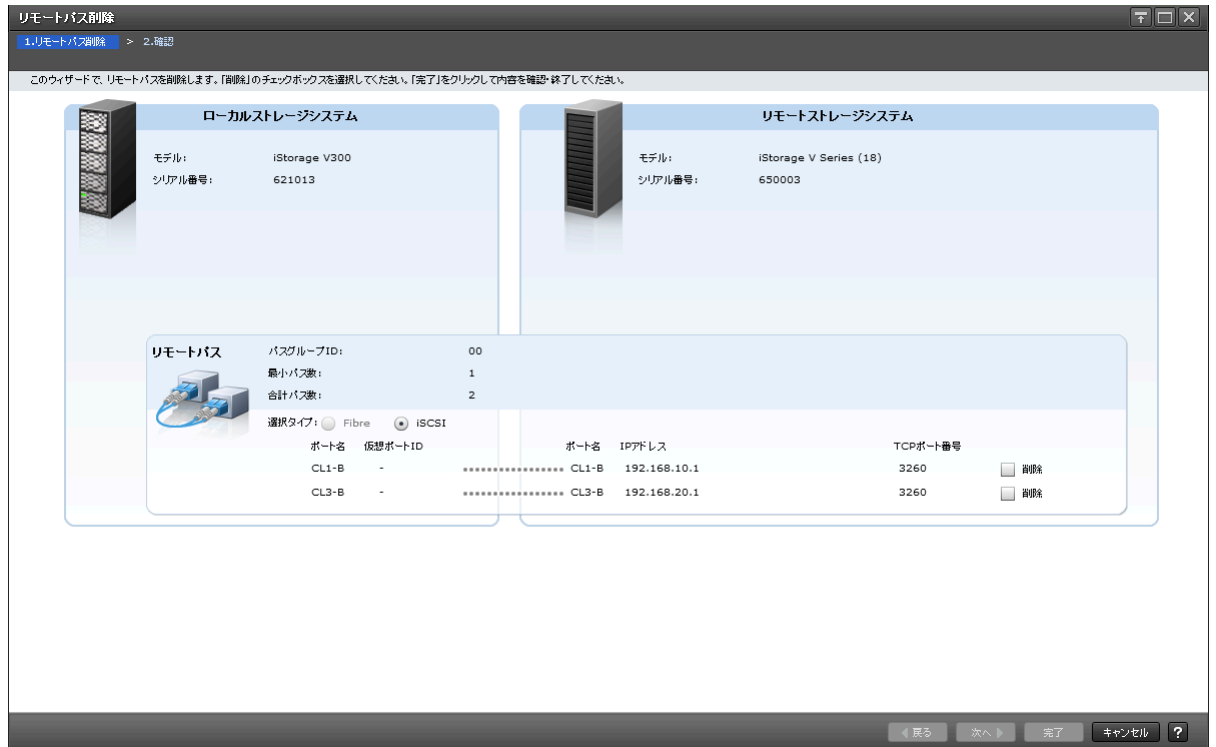 リモートパス削除
1.リモートパス削除 > 2.確認
このウィザードで、リモートパスを削除します。「削除」のチェックボックスを選択してください。「完了」をクリックして内容を確認・終了してください。
ローカルストレージシステム
モデル: iStorage V300
シリアル番号: 621013
リモートストレージシステム
モデル: iStorage V Series (18)
シリアル番号: 650003
リモートパス
パスグループID: 00
最小パス数: 1
合計パス数: 2
選択タイプ: Fibre iSCSI
ポート名 仮想ポートID ポート名 IPアドレス TCPポート番号
CL1-B - CL1-B 192.168.10.1 3260 削除
CL3-B - CL3-B 192.168.20.1 3260 削除
戻る 次へ 完了 キャンセル ?